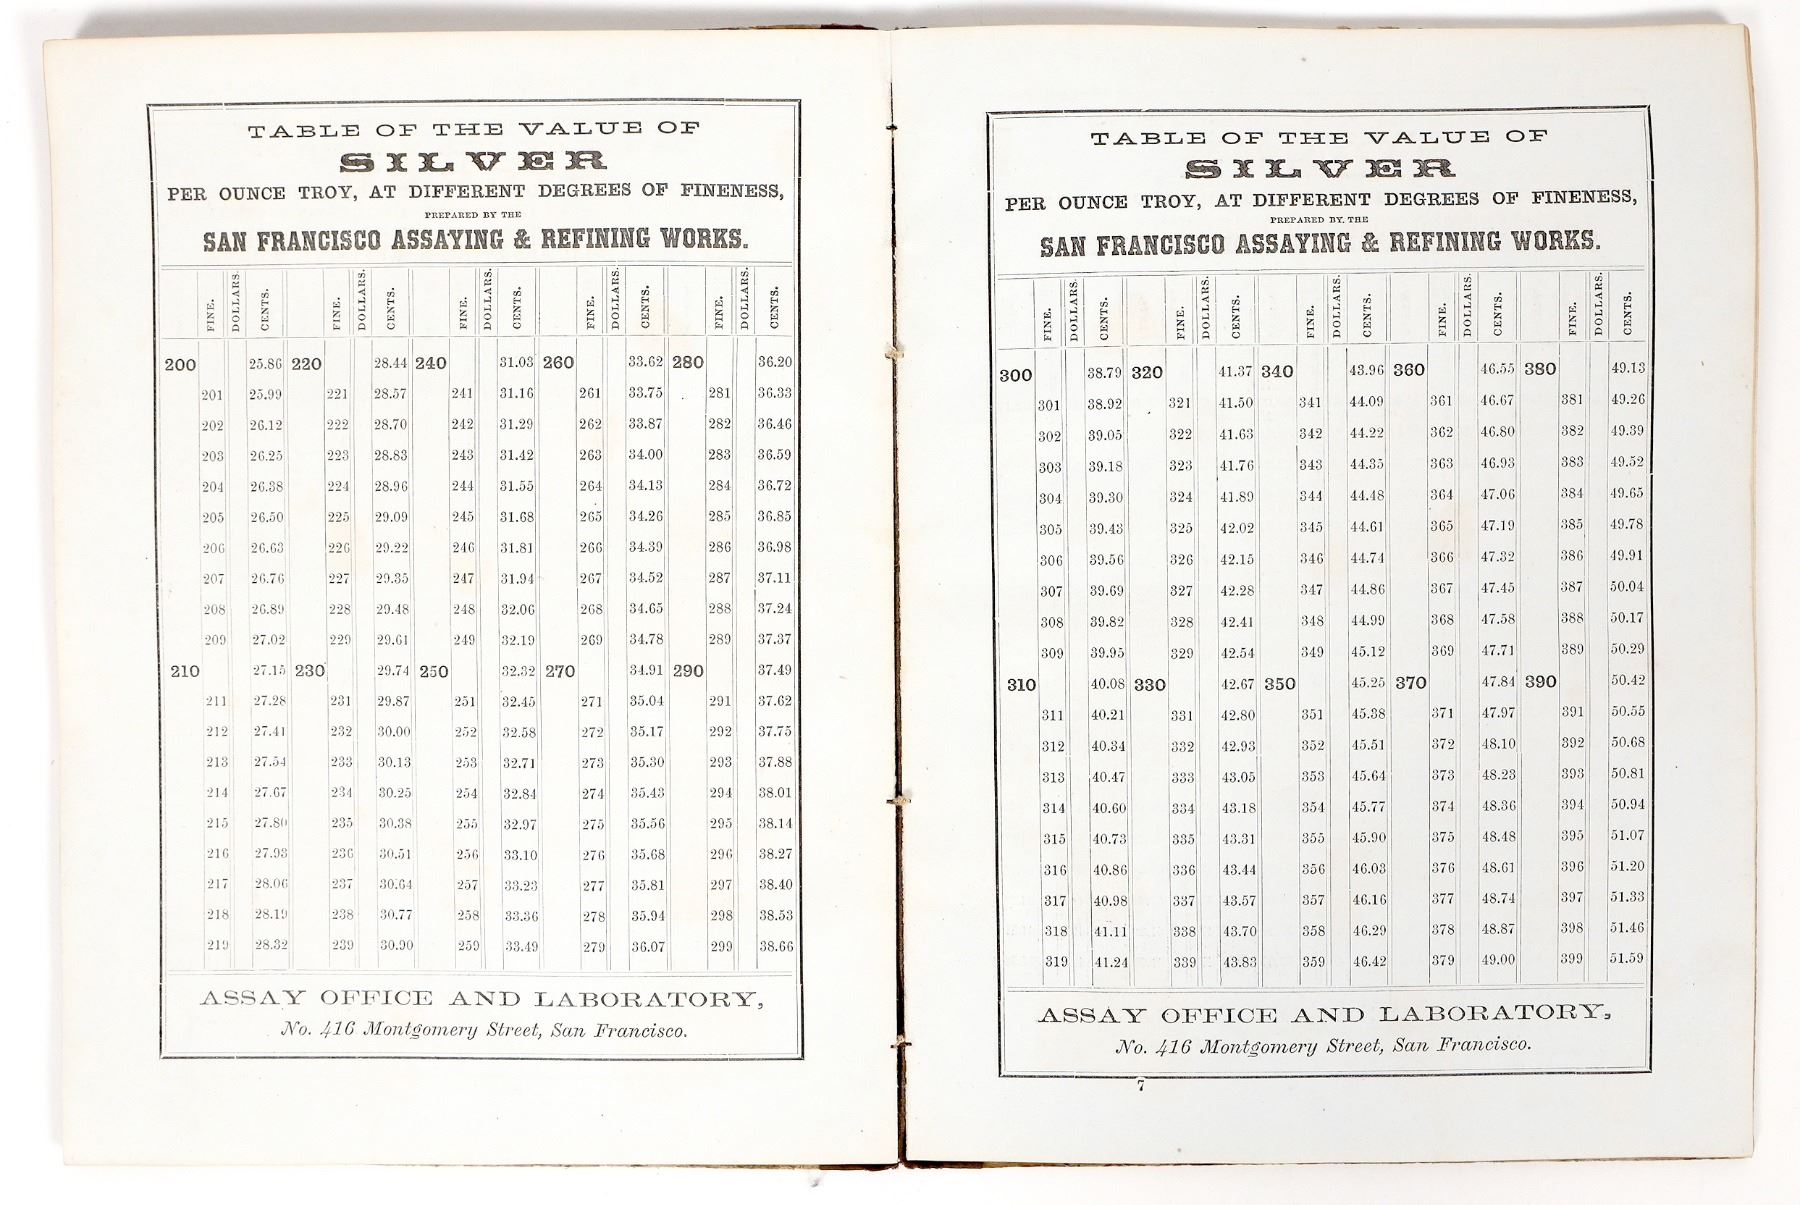 TABLE OF THE VALUE OF
SILVER
PER OUNCE TROY, AT DIFFERENT DEGREES OF FINENESS,
PREPARED BY THE
SAN FRANCISCO ASSAYING & REFINING WORKS.
FINE. DOLLARS. CENTS. FINE. DOLLARS. CENTS. FINE. DOLLARS. CENTS. FINE. DOLLARS. CENTS. FINE. DOLLARS. CENTS.
200 25.86 220 28.44 240 31.03 260 33.62 280 36.20
201 25.99 221 28.57 241 31.16 261 33.75 281 36.33
202 26.12 222 28.70 242 31.29 262 33.87 282 36.46
203 26.25 223 28.83 243 31.42 263 34.00 283 36.59
204 26.38 224 28.96 244 31.55 264 34.13 284 36.72
205 26.50 225 29.09 245 31.68 265 34.26 285 36.85
206 26.63 226 29.22 246 31.81 266 34.39 286 36.98
207 26.76 227 29.35 247 31.94 267 34.52 287 37.11
208 26.89 228 29.48 248 32.06 268 34.65 288 37.24
209 27.02 229 29.61 249 32.19 269 34.78 289 37.37
210 27.15 230 29.74 250 32.32 270 34.91 290 37.49
211 27.28 231 29.87 251 32.45 271 35.04 291 37.62
212 27.41 232 30.00 252 32.58 272 35.17 292 37.75
213 27.54 233 30.13 253 32.71 273 35.30 293 37.88
214 27.67 234 30.25 254 32.84 274 35.43 294 38.01
215 27.80 235 30.38 255 32.97 275 35.56 295 38.14
216 27.93 236 30.51 256 33.10 276 35.68 296 38.27
217 28.06 237 30.64 257 33.23 277 35.81 297 38.40
218 28.19 238 30.77 258 33.36 278 35.94 298 38.53
219 28.32 239 30.90 259 33.49 279 36.07 299 38.66
ASSAY OFFICE AND LABORATORY,
No. 416 Montgomery Street, San Francisco.
TABLE OF THE VALUE OF
SILVER
PER OUNCE TROY, AT DIFFERENT DEGREES OF FINENESS,
PREPARED BY THE
SAN FRANCISCO ASSAYING & REFINING WORKS.
FINE. DOLLARS. CENTS. FINE. DOLLARS. CENTS. FINE. DOLLARS. CENTS. FINE. DOLLARS. CENTS. FINE. DOLLARS. CENTS.
300 38.79 320 41.37 340 43.96 360 46.55 380 49.13
301 38.92 321 41.50 341 44.09 361 46.67 381 49.26
302 39.05 322 41.63 342 44.22 362 46.80 382 49.39
303 39.18 323 41.76 343 44.35 363 46.93 383 49.52
304 39.30 324 41.89 344 44.48 364 47.06 384 49.65
305 39.43 325 42.02 345 44.61 365 47.19 385 49.78
306 39.56 326 42.15 346 44.74 366 47.32 386 49.91
307 39.69 327 42.28 347 44.86 367 47.45 387 50.04
308 39.82 328 42.41 348 44.99 368 47.58 388 50.17
309 39.95 329 42.54 349 45.12 369 47.71 389 50.29
310 40.08 330 42.67 350 45.25 370 47.84 390 50.42
311 40.21 331 42.80 351 45.38 371 47.97 391 50.55
312 40.34 332 42.93 352 45.51 372 48.10 392 50.68
313 40.47 333 43.05 353 45.64 373 48.23 393 50.81
314 40.60 334 43.18 354 45.77 374 48.36 394 50.94
315 40.73 335 43.31 355 45.90 375 48.48 395 51.07
316 40.86 336 43.44 356 46.03 376 48.61 396 51.20
317 40.98 337 43.57 357 46.16 377 48.74 397 51.33
318 41.11 338 43.70 358 46.29 378 48.87 398 51.46
319 41.24 339 43.83 359 46.42 379 49.00 399 51.59
ASSAY OFFICE AND LABORATORY,
No. 416 Montgomery Street, San Francisco.
7